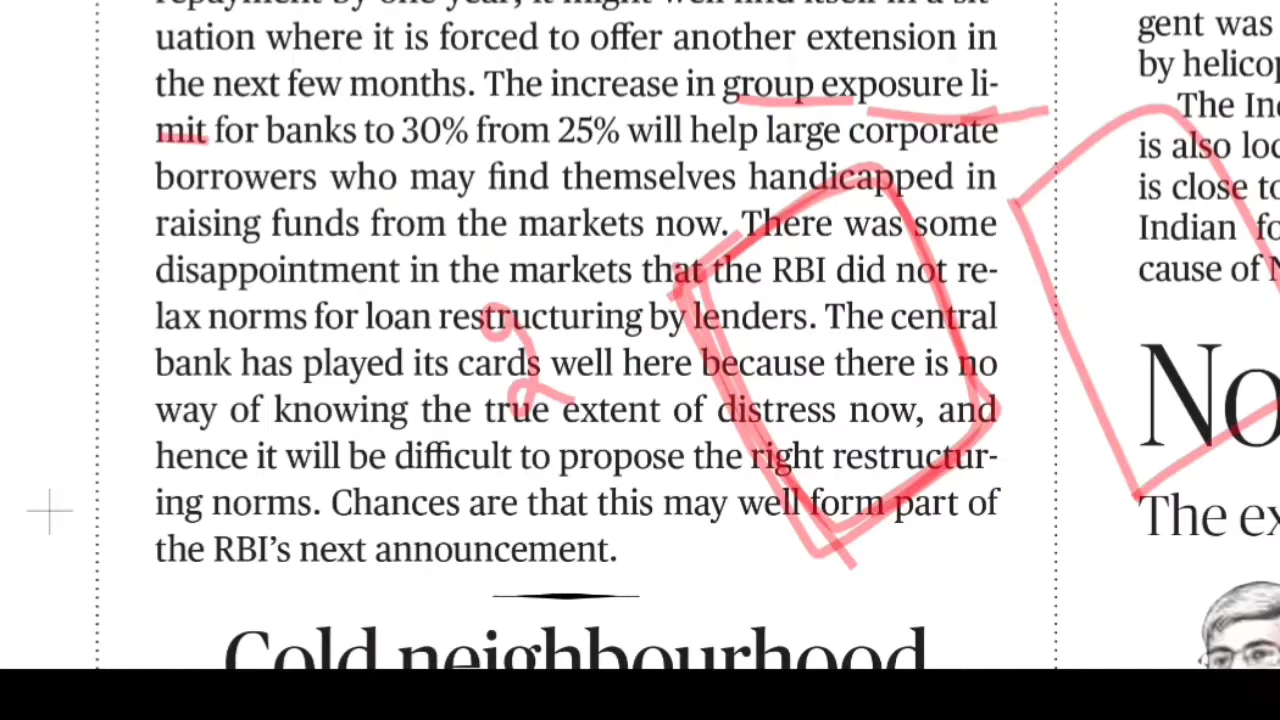 uation where it is forced to offer another extension in
the next few months. The increase in group exposure li-
mit for banks to 30% from 25% will help large corporate
borrowers who may find themselves handicapped in
raising funds from the markets now. There was some
disappointment in the markets that the RBI did not re-
lax norms for loan restructuring by lenders. The central
bank has played its cards well here because there is no
way of knowing the true extent of distress now, and
hence it will be difficult to propose the right restructur-
ing norms. Chances are that this may well form part of
the RBI's next announcement.
2
Cold neighbourhood
gent was
by helicop
The Ind
is also loc
is close to
Indian fo
cause of N
No
The ex